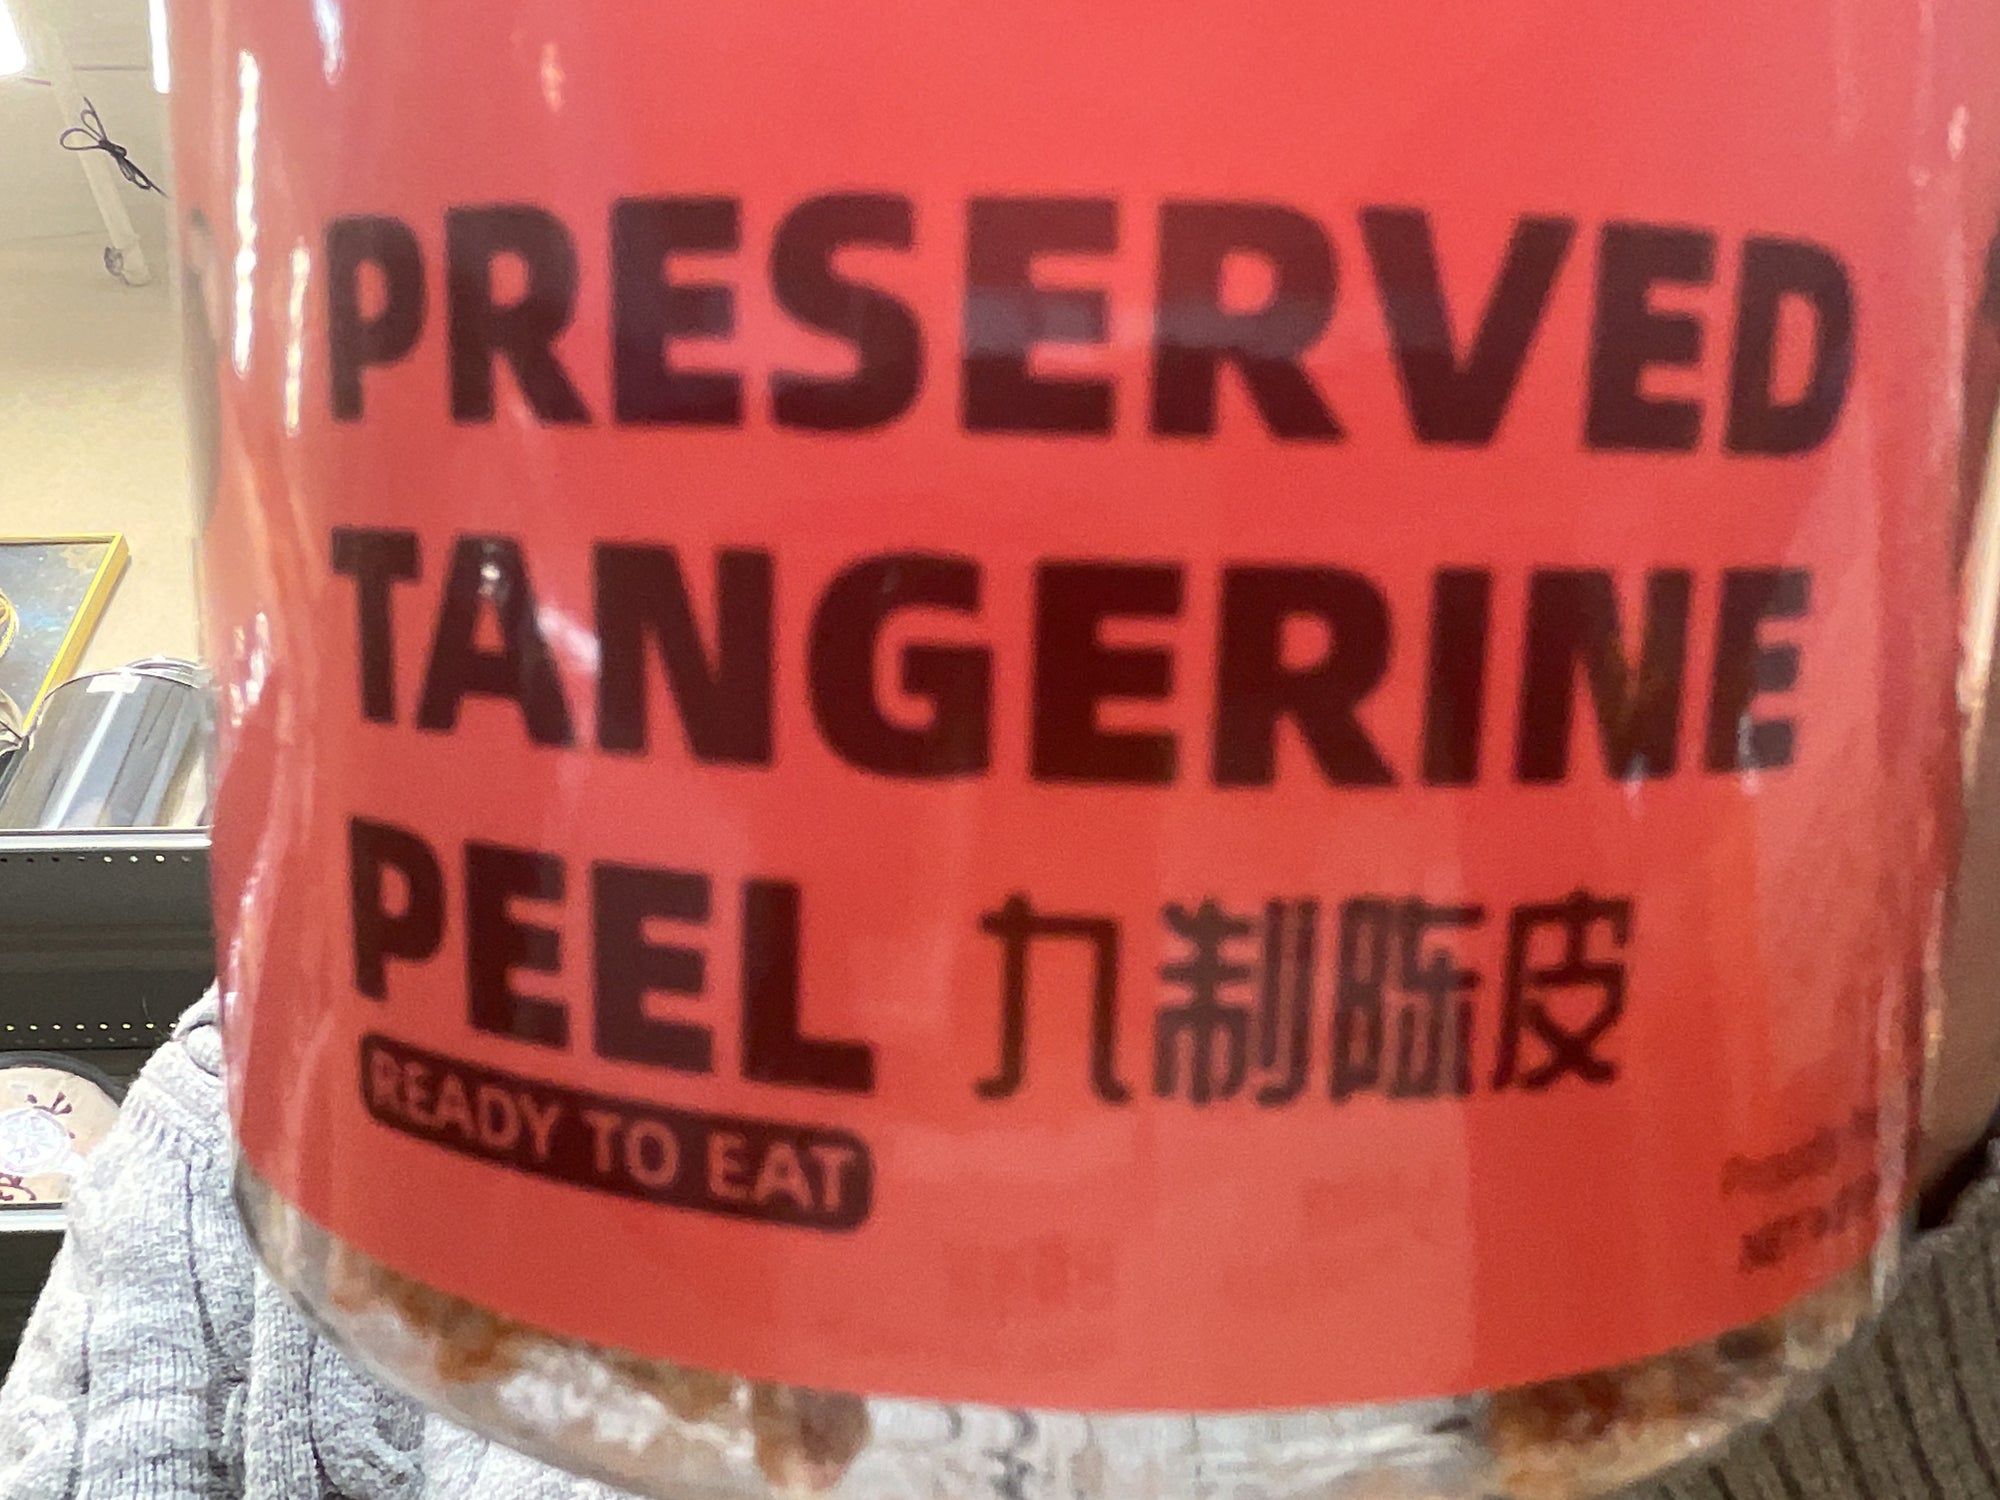 PRESERVED
TANGERINE
PEEL 九制陈皮
READY TO EAT